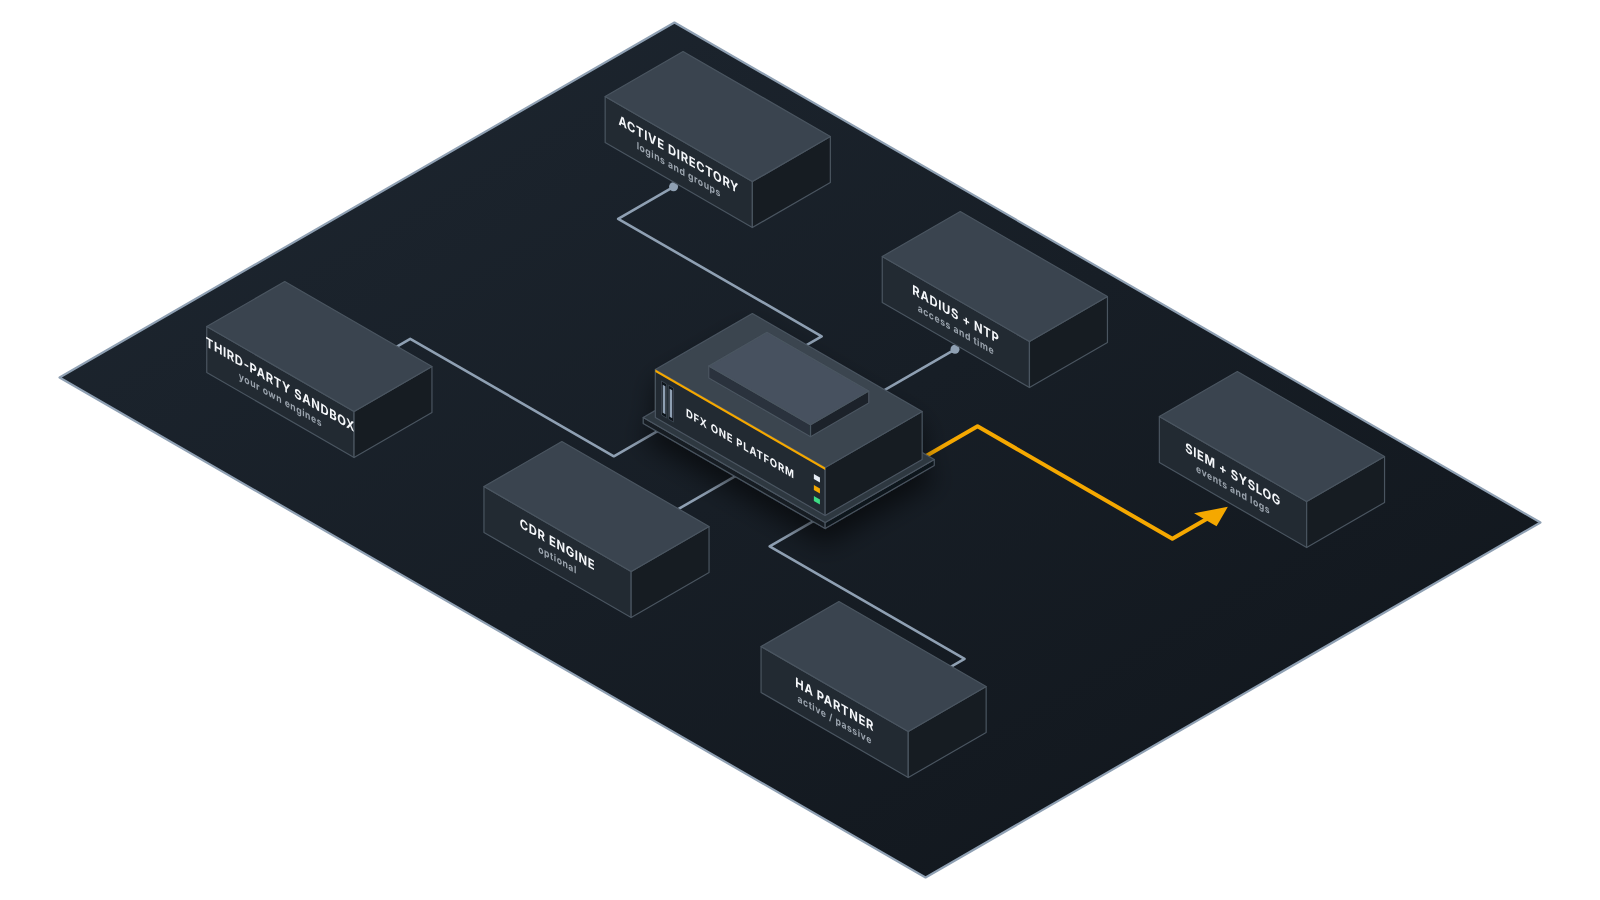 ACTIVE DIRECTORY
logins and groups
RADIUS + NTP
access and time
THIRD-PARTY SANDBOX
your own engines
DFX ONE PLATFORM
SIEM + SYSLOG
events and logs
CDR ENGINE
optional
HA PARTNER
active / passive